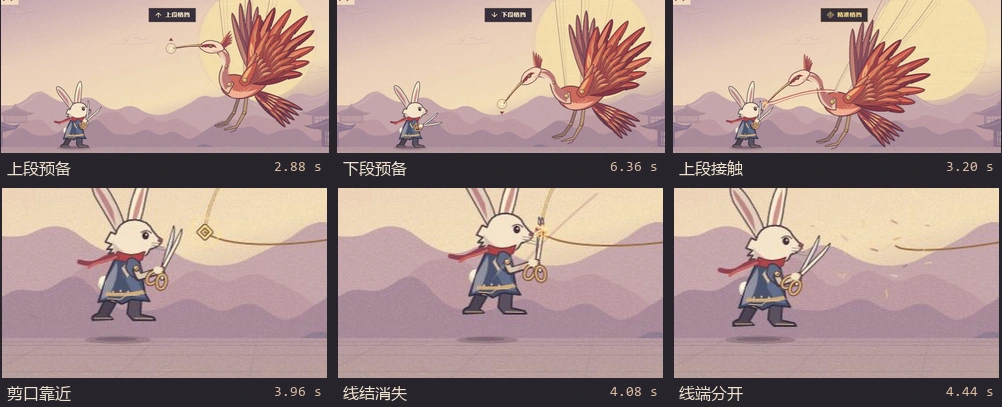 ↑ 上段格挡
↓ 下段格挡
精准格挡
上段预备 2.88 s
下段预备 6.36 s
上段接触 3.20 s
剪口靠近 3.96 s
线结消失 4.08 s
线端分开 4.44 s